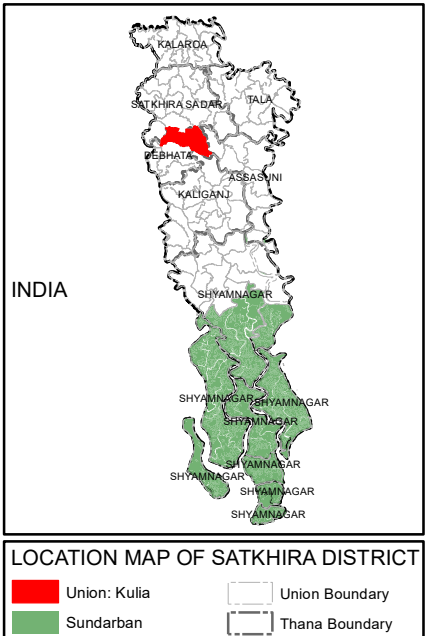 KALAROA
SATKHIRA SADAR
TALA
DEBHATA
ASSASUNI
KALIGANJ
INDIA
SHYAMNAGAR
SHYAMNAGAR
SHYAMNAGAR
SHYAMNAGAR
SHYAMNAGAR
SHYAMNAGAR
SHYAMNAGAR
SHYAMNAGAR
LOCATION MAP OF SATKHIRA DISTRICT
Union: Kulia
Union Boundary
Sundarban
Thana Boundary